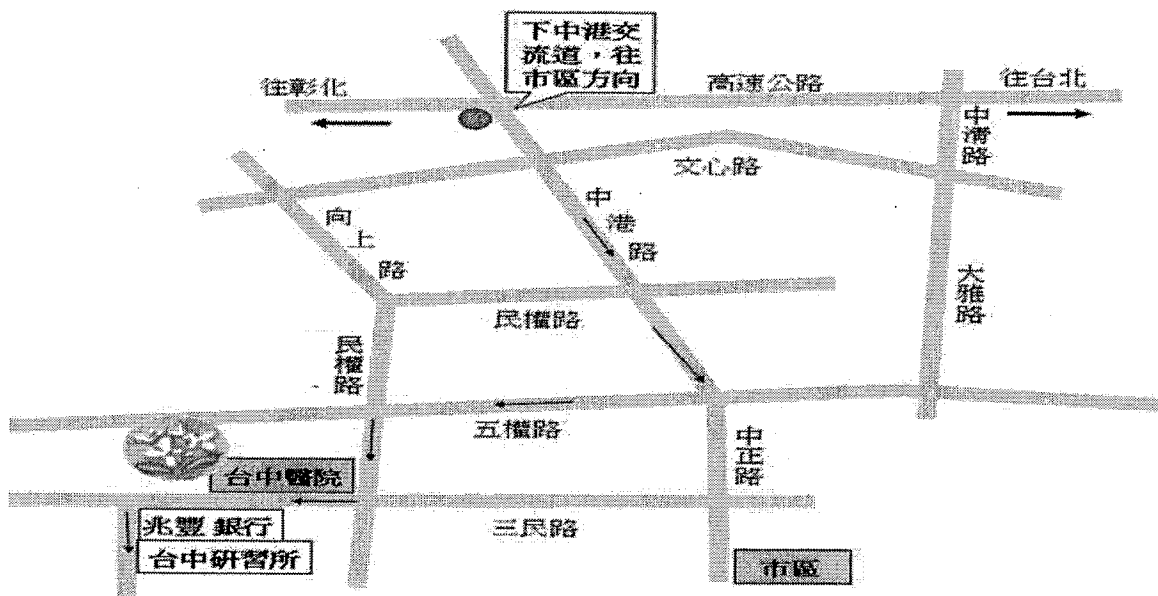 下中港交
流道，往
市區方向
往彰化
高速公路
往台北
中清路
文心路
向上路
中港路
大雅路
民權路
民權路
五權路
中正路
台中醫院
三民路
兆豐 銀行
台中研習所
市區